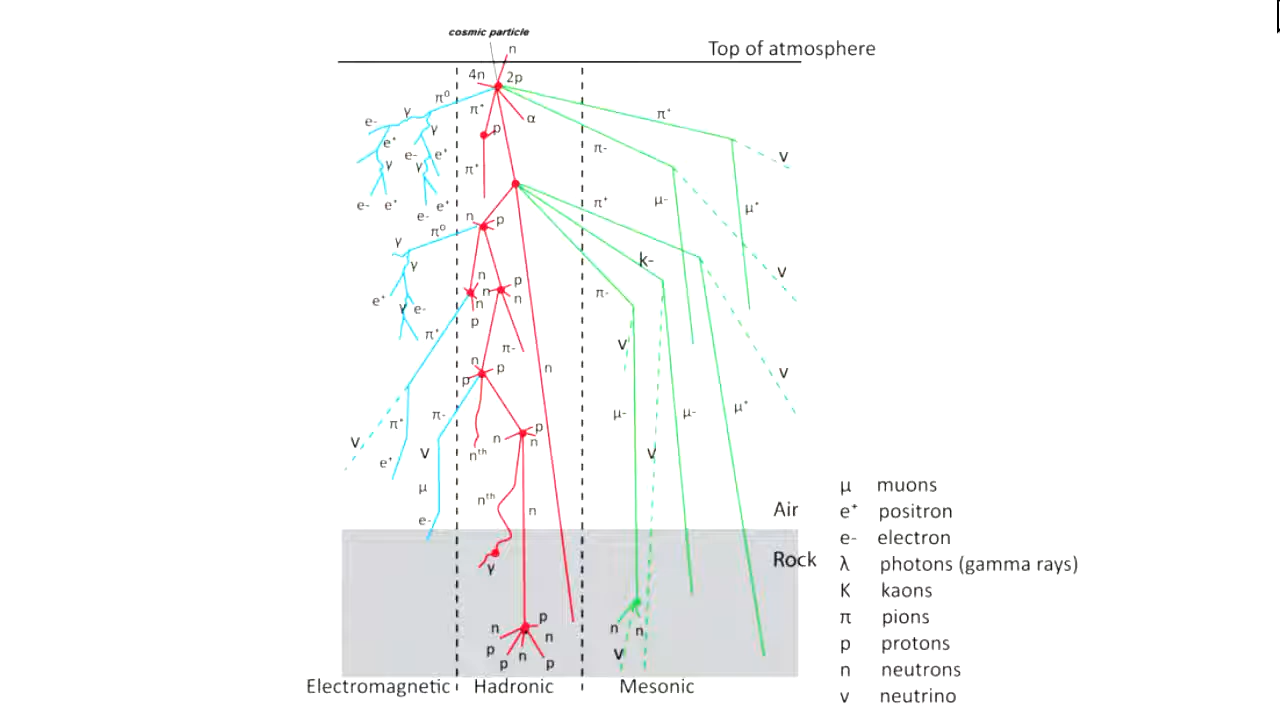 cosmic particle
n
Top of atmosphere
4n
2p
π⁰
π⁺
π⁺
γ
α
e-
p
γ
π-
e⁺
e-
e⁺
ν
γ
γ
π⁺
ν
e-
e⁺
e-
e⁺
π⁺
μ-
μ⁺
n
p
π⁰
γ
γ
k-
ν
n
p
n
n
π-
e⁺
γ
e-
n
p
π⁺
ν
π-
n
p
n
ν
p
π-
μ-
μ-
μ⁺
π⁺
p
n
n
ν
ν
nᵗʰ
ν
e⁺
μ
nᵗʰ
n
e-
Air
Rock
γ
p
n
n
n
n
p
n
p
p
ν
Electromagnetic
Hadronic
Mesonic
μ muons
e⁺ positron
e- electron
λ photons (gamma rays)
K kaons
π pions
p protons
n neutrons
ν neutrino